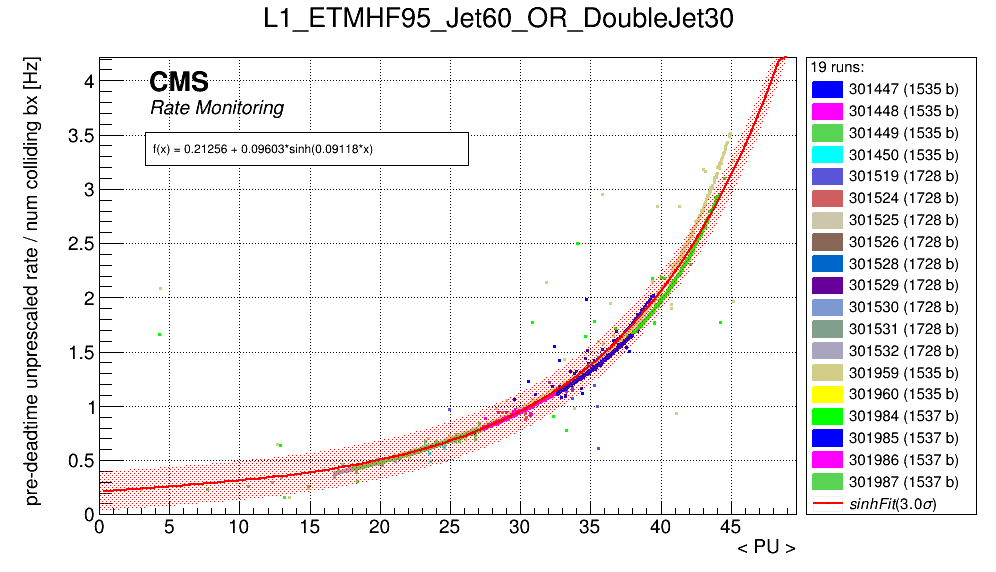 L1_ETMHF95_Jet60_OR_DoubleJet30
pre-deadtime unprescaled rate / num colliding bx [Hz]
CMS
Rate Monitoring
f(x) = 0.21256 + 0.09603*sinh(0.09118*x)
4
3.5
3
2.5
2
1.5
1
0.5
0
0 5 10 15 20 25 30 35 40 45
< PU >
19 runs:
301447 (1535 b)
301448 (1535 b)
301449 (1535 b)
301450 (1535 b)
301519 (1728 b)
301524 (1728 b)
301525 (1728 b)
301526 (1728 b)
301528 (1728 b)
301529 (1728 b)
301530 (1728 b)
301531 (1728 b)
301532 (1728 b)
301959 (1535 b)
301960 (1535 b)
301984 (1537 b)
301985 (1537 b)
301986 (1537 b)
301987 (1537 b)
sinhFit(3.0σ)